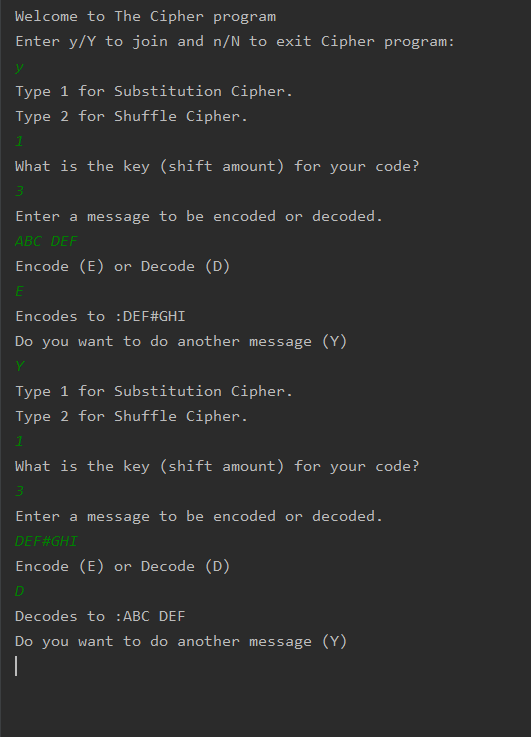 Welcome to The Cipher program
Enter y/Y to join and n/N to exit Cipher program:
y
Type 1 for Substitution Cipher.
Type 2 for Shuffle Cipher.
1
What is the key (shift amount) for your code?
3
Enter a message to be encoded or decoded.
ABC DEF
Encode (E) or Decode (D)
E
Encodes to :DEF#GHI
Do you want to do another message (Y)
Y
Type 1 for Substitution Cipher.
Type 2 for Shuffle Cipher.
1
What is the key (shift amount) for your code?
3
Enter a message to be encoded or decoded.
DEF#GHI
Encode (E) or Decode (D)
D
Decodes to :ABC DEF
Do you want to do another message (Y)